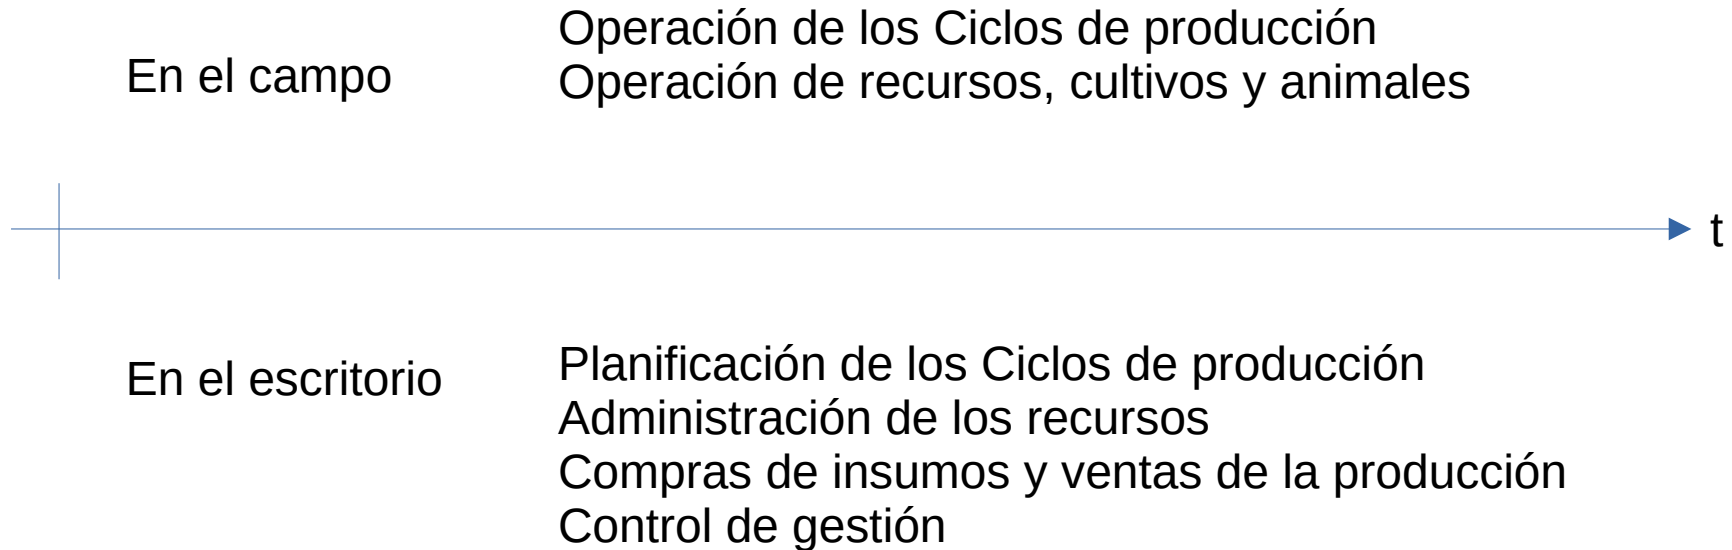 En el campo
Operación de los Ciclos de producción
Operación de recursos, cultivos y animales
t
En el escritorio
Planificación de los Ciclos de producción
Administración de los recursos
Compras de insumos y ventas de la producción
Control de gestión